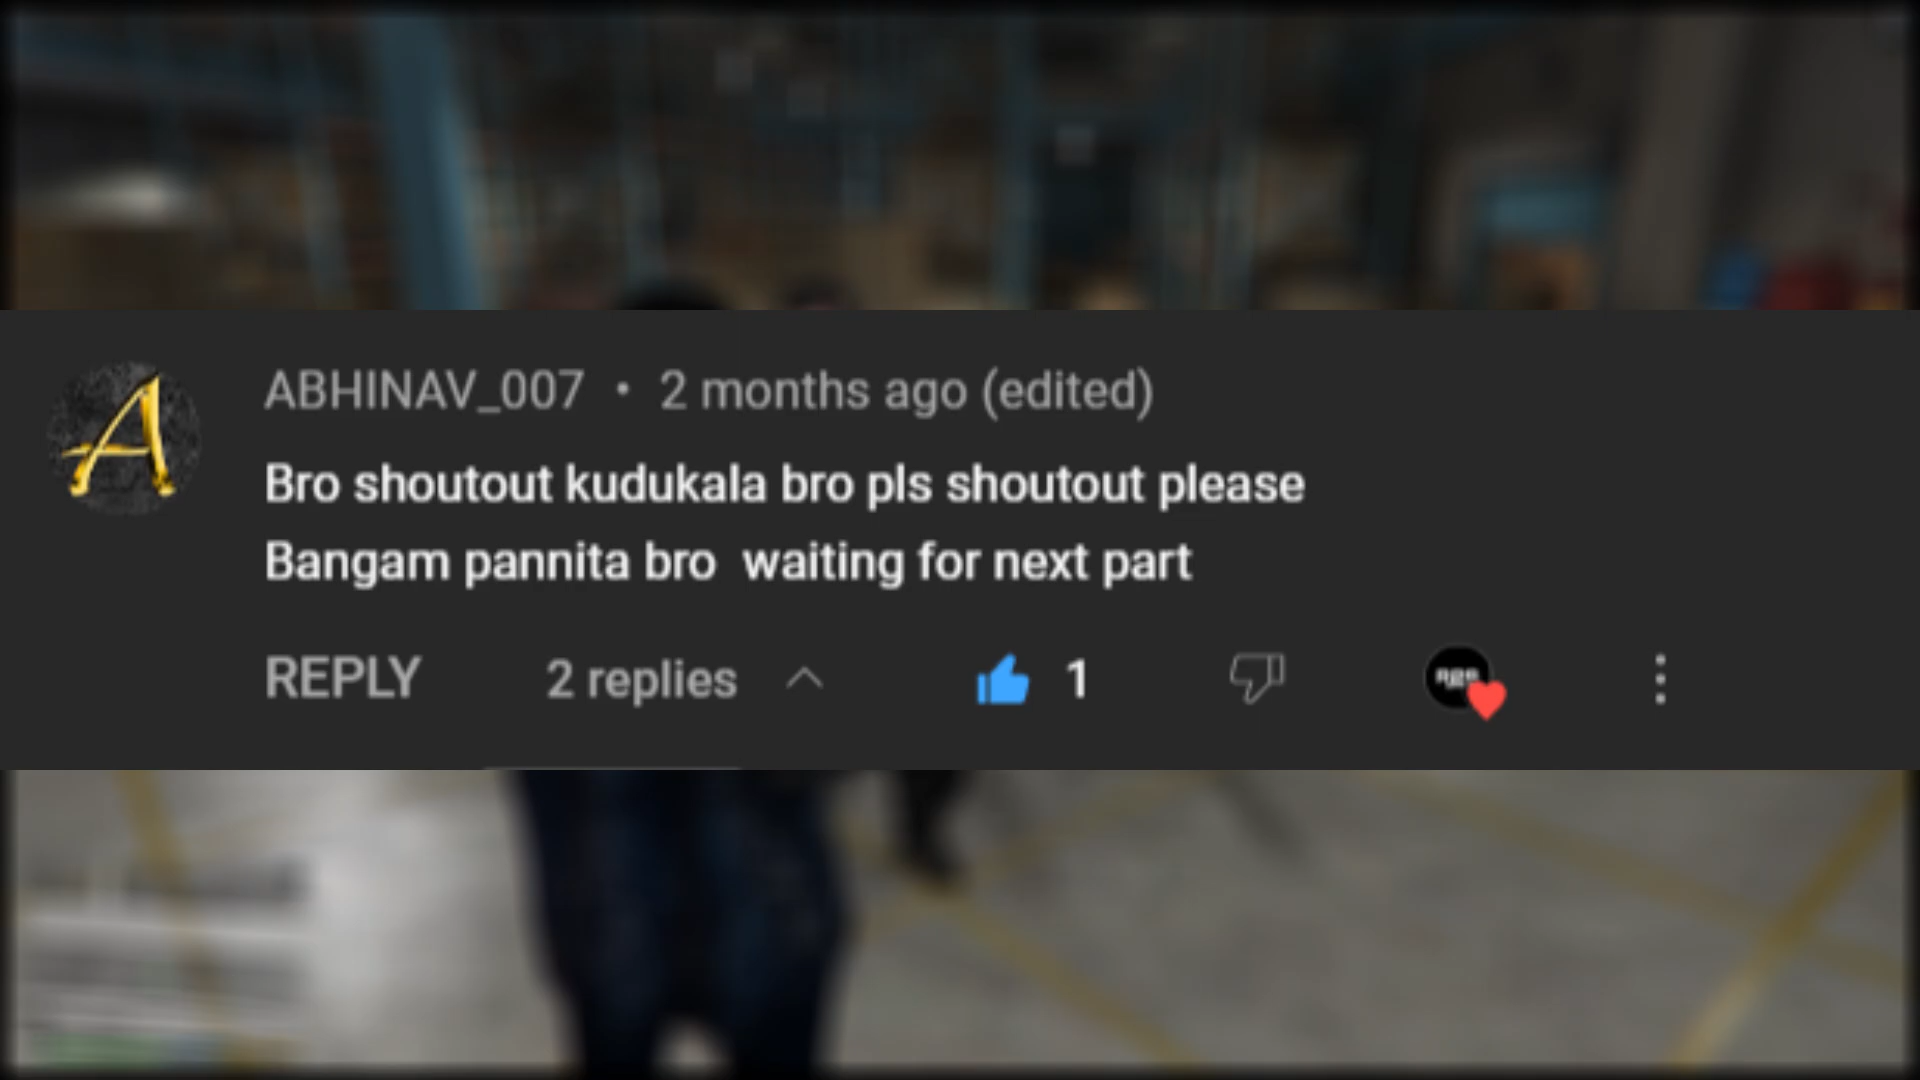 ABHINAV_007 • 2 months ago (edited)
Bro shoutout kudukala bro pls shoutout please
Bangam pannita bro waiting for next part
REPLY 2 replies 1